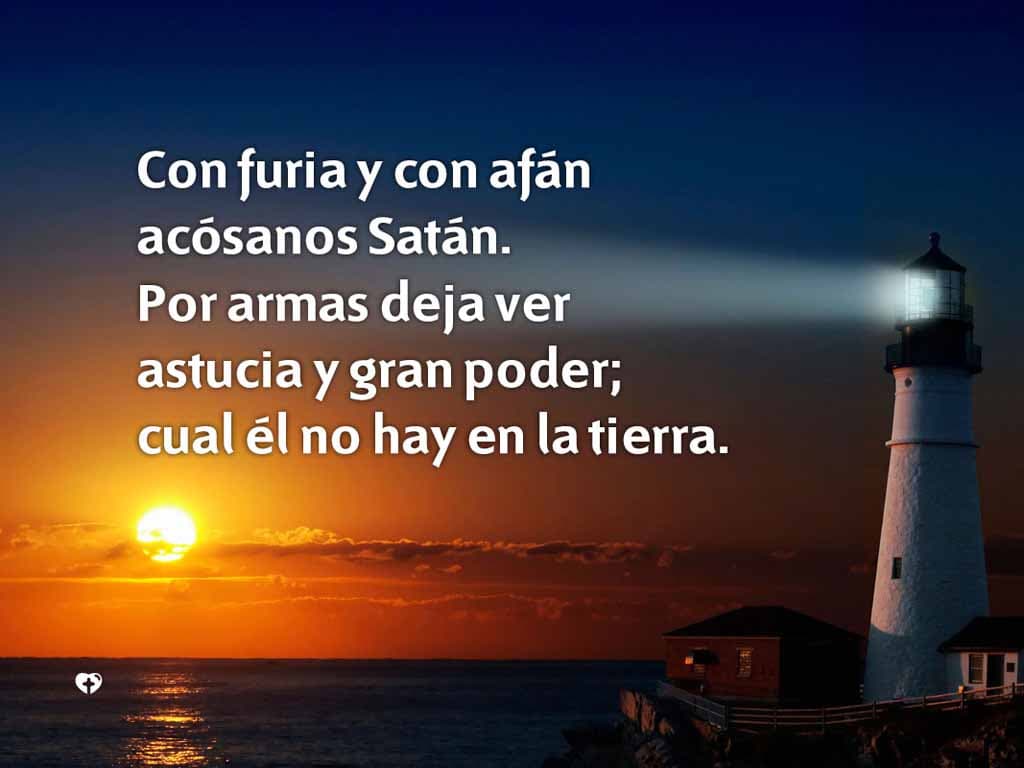 Con furia y con afán
acósanos Satán.
Por armas deja ver
astucia y gran poder;
cual él no hay en la tierra.